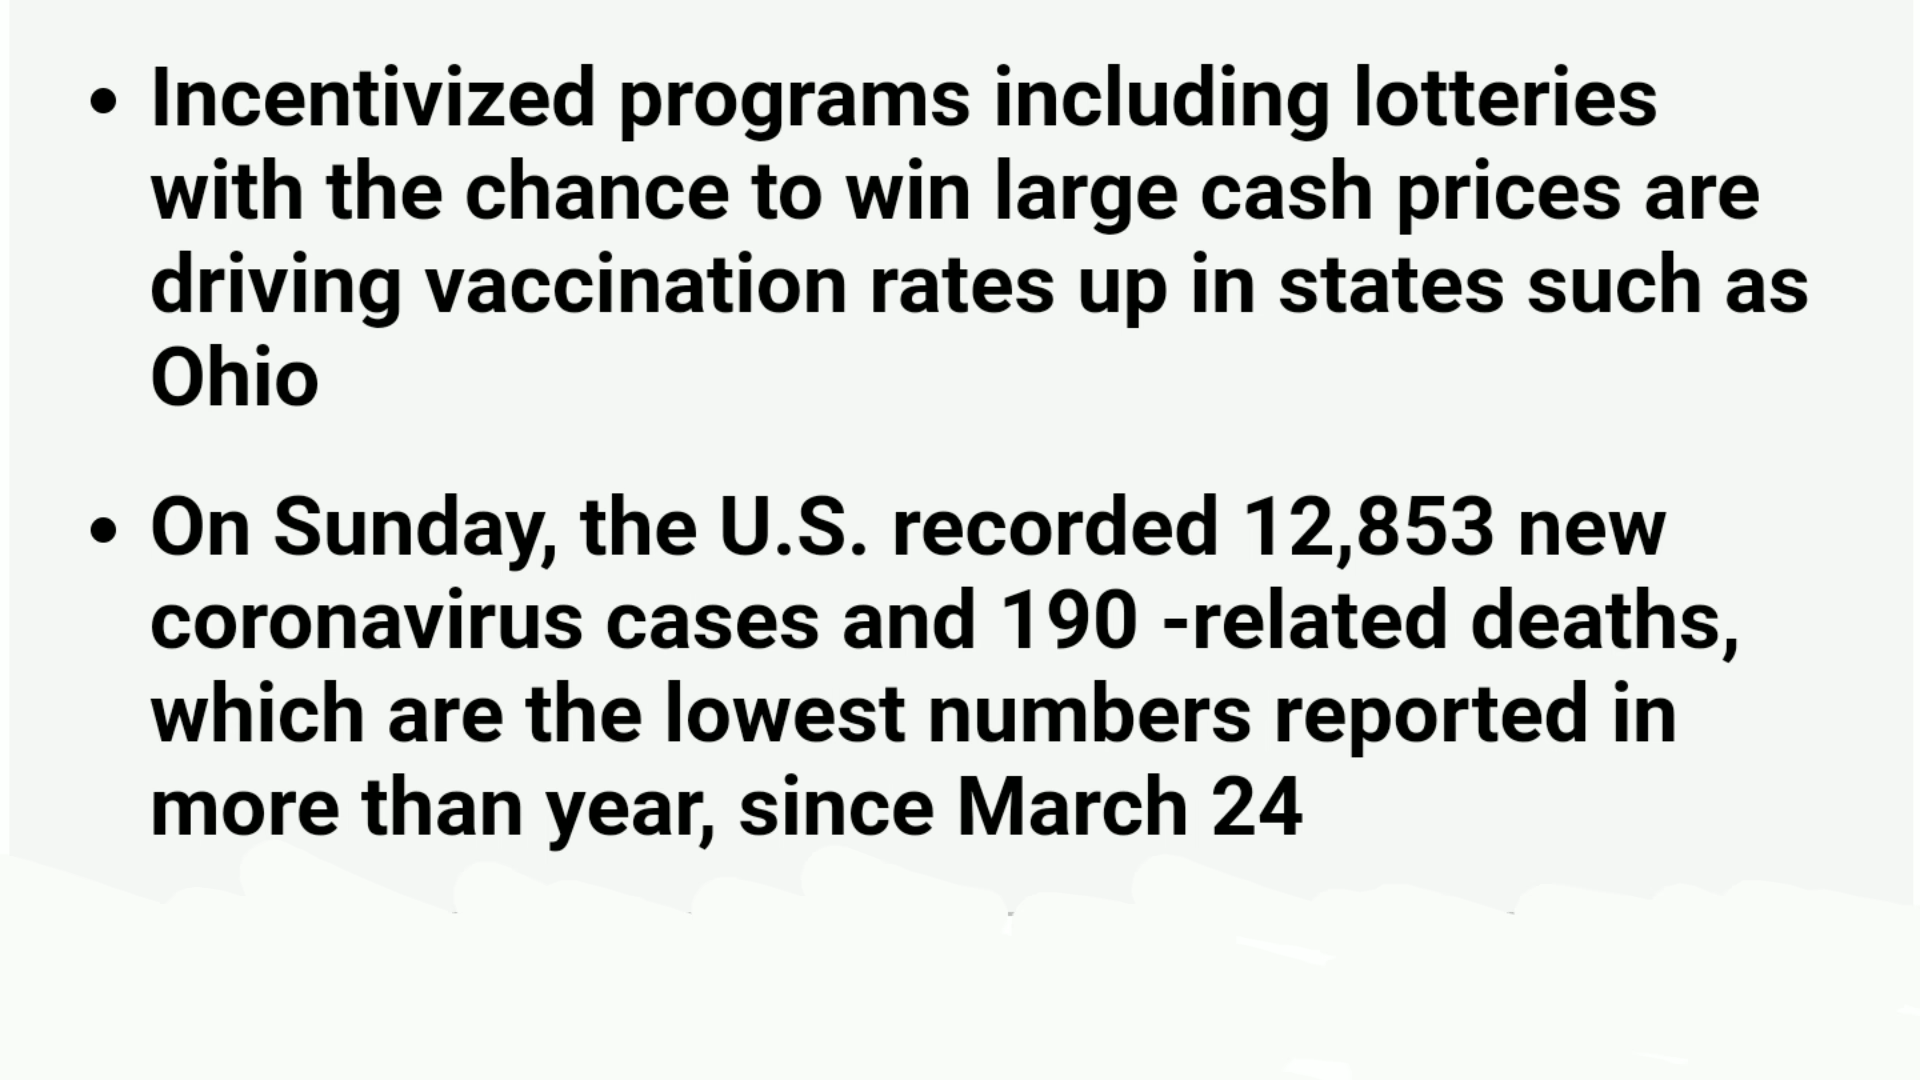 • Incentivized programs including lotteries
with the chance to win large cash prices are
driving vaccination rates up in states such as
Ohio
• On Sunday, the U.S. recorded 12,853 new
coronavirus cases and 190 -related deaths,
which are the lowest numbers reported in
more than year, since March 24